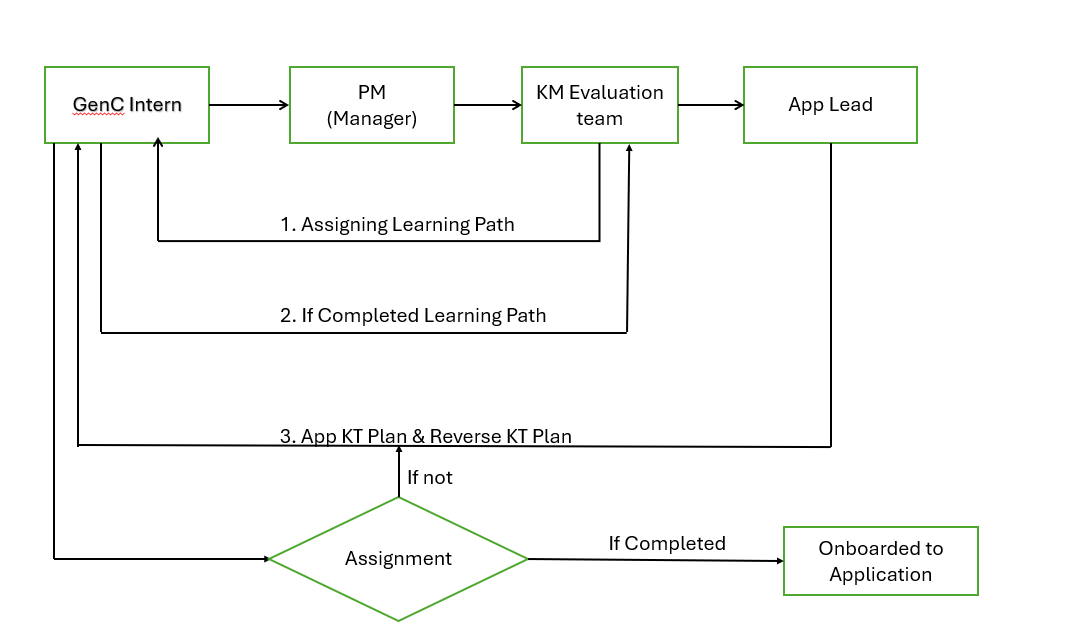 GenC Intern
PM
(Manager)
KM Evaluation
team
App Lead
1. Assigning Learning Path
2. If Completed Learning Path
3. App KT Plan & Reverse KT Plan
If not
Assignment
If Completed
Onboarded to
Application